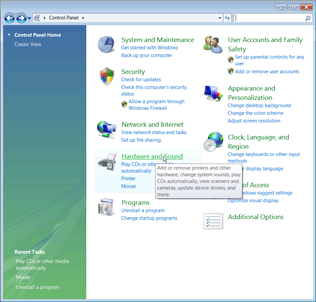 Control Panel
Control Panel Home
Classic View
System and Maintenance
Get started with Windows
Back up your computer
Security
Check for updates
Check this computer's security
status
Allow a program through
Windows Firewall
Network and Internet
View network status and tasks
Set up file sharing
Hardware and Sound
Play CDs or other
automatically
Printer
Mouse
Add or remove printers and other
hardware, change system sounds, play
CDs automatically, view scanners and
cameras, update device drivers, and
more.
Programs
Uninstall a program
Change startup programs
User Accounts and Family
Safety
Set up parental controls for any
user
Add or remove user accounts
Appearance and
Personalization
Change desktop background
Change the color scheme
Adjust screen resolution
Clock, Language, and
Region
Change keyboards or other input
methods
display language
of Access
Windows suggest settings
Optimize visual display
Additional Options
Recent Tasks
Play CDs or other media
automatically
Mouse
Uninstall a program